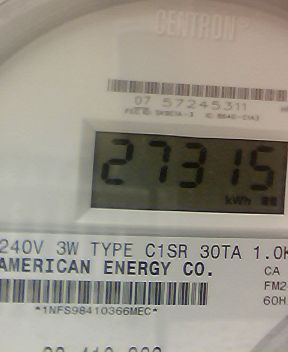 CENTRON®
07 57245311
27315
kWh
240V 3W TYPE C1SR 30TA 1.0K
AMERICAN ENERGY CO.
CA
FM2
60H
*1NFS98410366MEC*